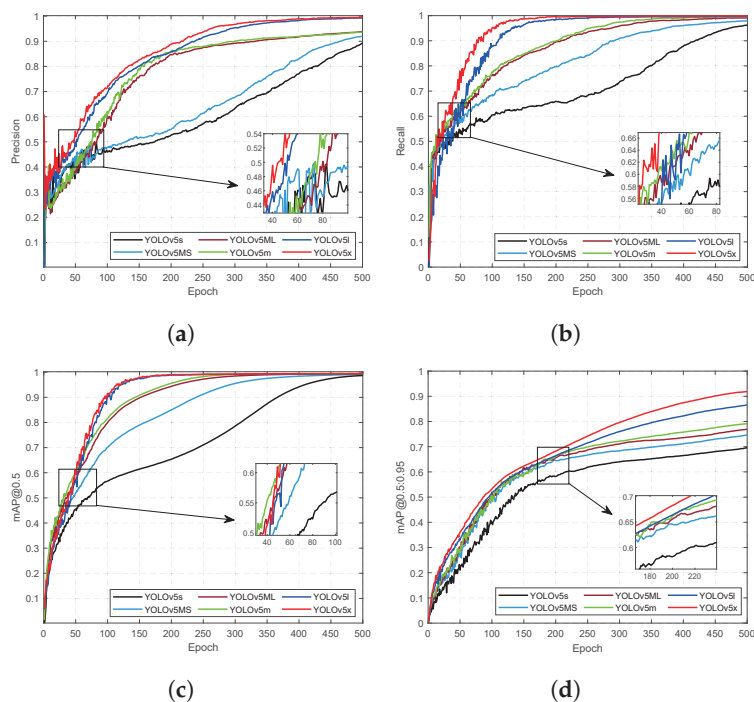 1
0.9
0.8
0.7
0.6
0.5
0.4
0.3
0.2
0.1
Precision
0.54
0.52
0.5
0.48
0.46
0.44
40 60 80
YOLOv5s YOLOv5ML YOLOv5l
YOLOv5MS YOLOv5m YOLOv5x
0 50 100 150 200 250 300 350 400 450 500
Epoch
(a)
1
0.9
0.8
0.7
0.6
0.5
0.4
0.3
0.2
0.1
0
Recall
0.66
0.64
0.62
0.6
0.58
0.56
40 60 80
YOLOv5s YOLOv5ML YOLOv5l
YOLOv5MS YOLOv5m YOLOv5x
0 50 100 150 200 250 300 350 400 450 500
Epoch
(b)
1
0.9
0.8
0.7
0.6
0.5
0.4
0.3
0.2
0.1
mAP@0.5
0.6
0.55
0.5
40 60 80 100
YOLOv5s YOLOv5ML YOLOv5l
YOLOv5MS YOLOv5m YOLOv5x
0 50 100 150 200 250 300 350 400 450 500
Epoch
(c)
1
0.9
0.8
0.7
0.6
0.5
0.4
0.3
0.2
0.1
0
mAP@0.5:0.95
0.7
0.65
0.6
180 200 220
YOLOv5s YOLOv5ML YOLOv5l
YOLOv5MS YOLOv5m YOLOv5x
0 50 100 150 200 250 300 350 400 450 500
Epoch
(d)